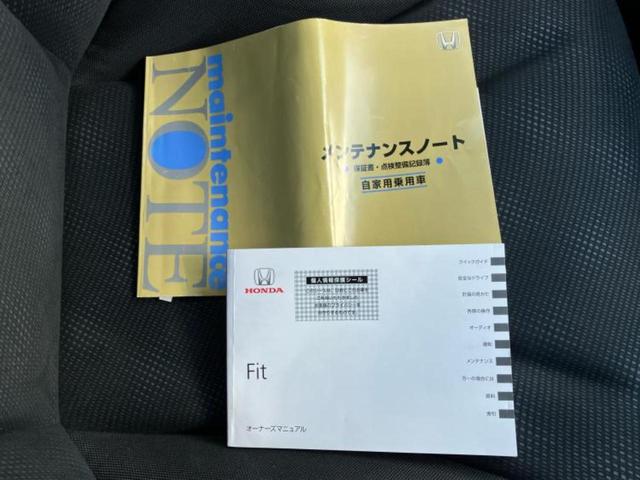 maintenance
NOTE
メンテナンスノート
保証書・点検整備記録簿
自家用乗用車
HONDA
個人情報保護シール
Fit
オーナーズマニュアル
クイックガイド
安全なドライブ
計器の見かた
各部の操作
オーディオ
運転
メンテナンス
万一の場合には
資料
索引